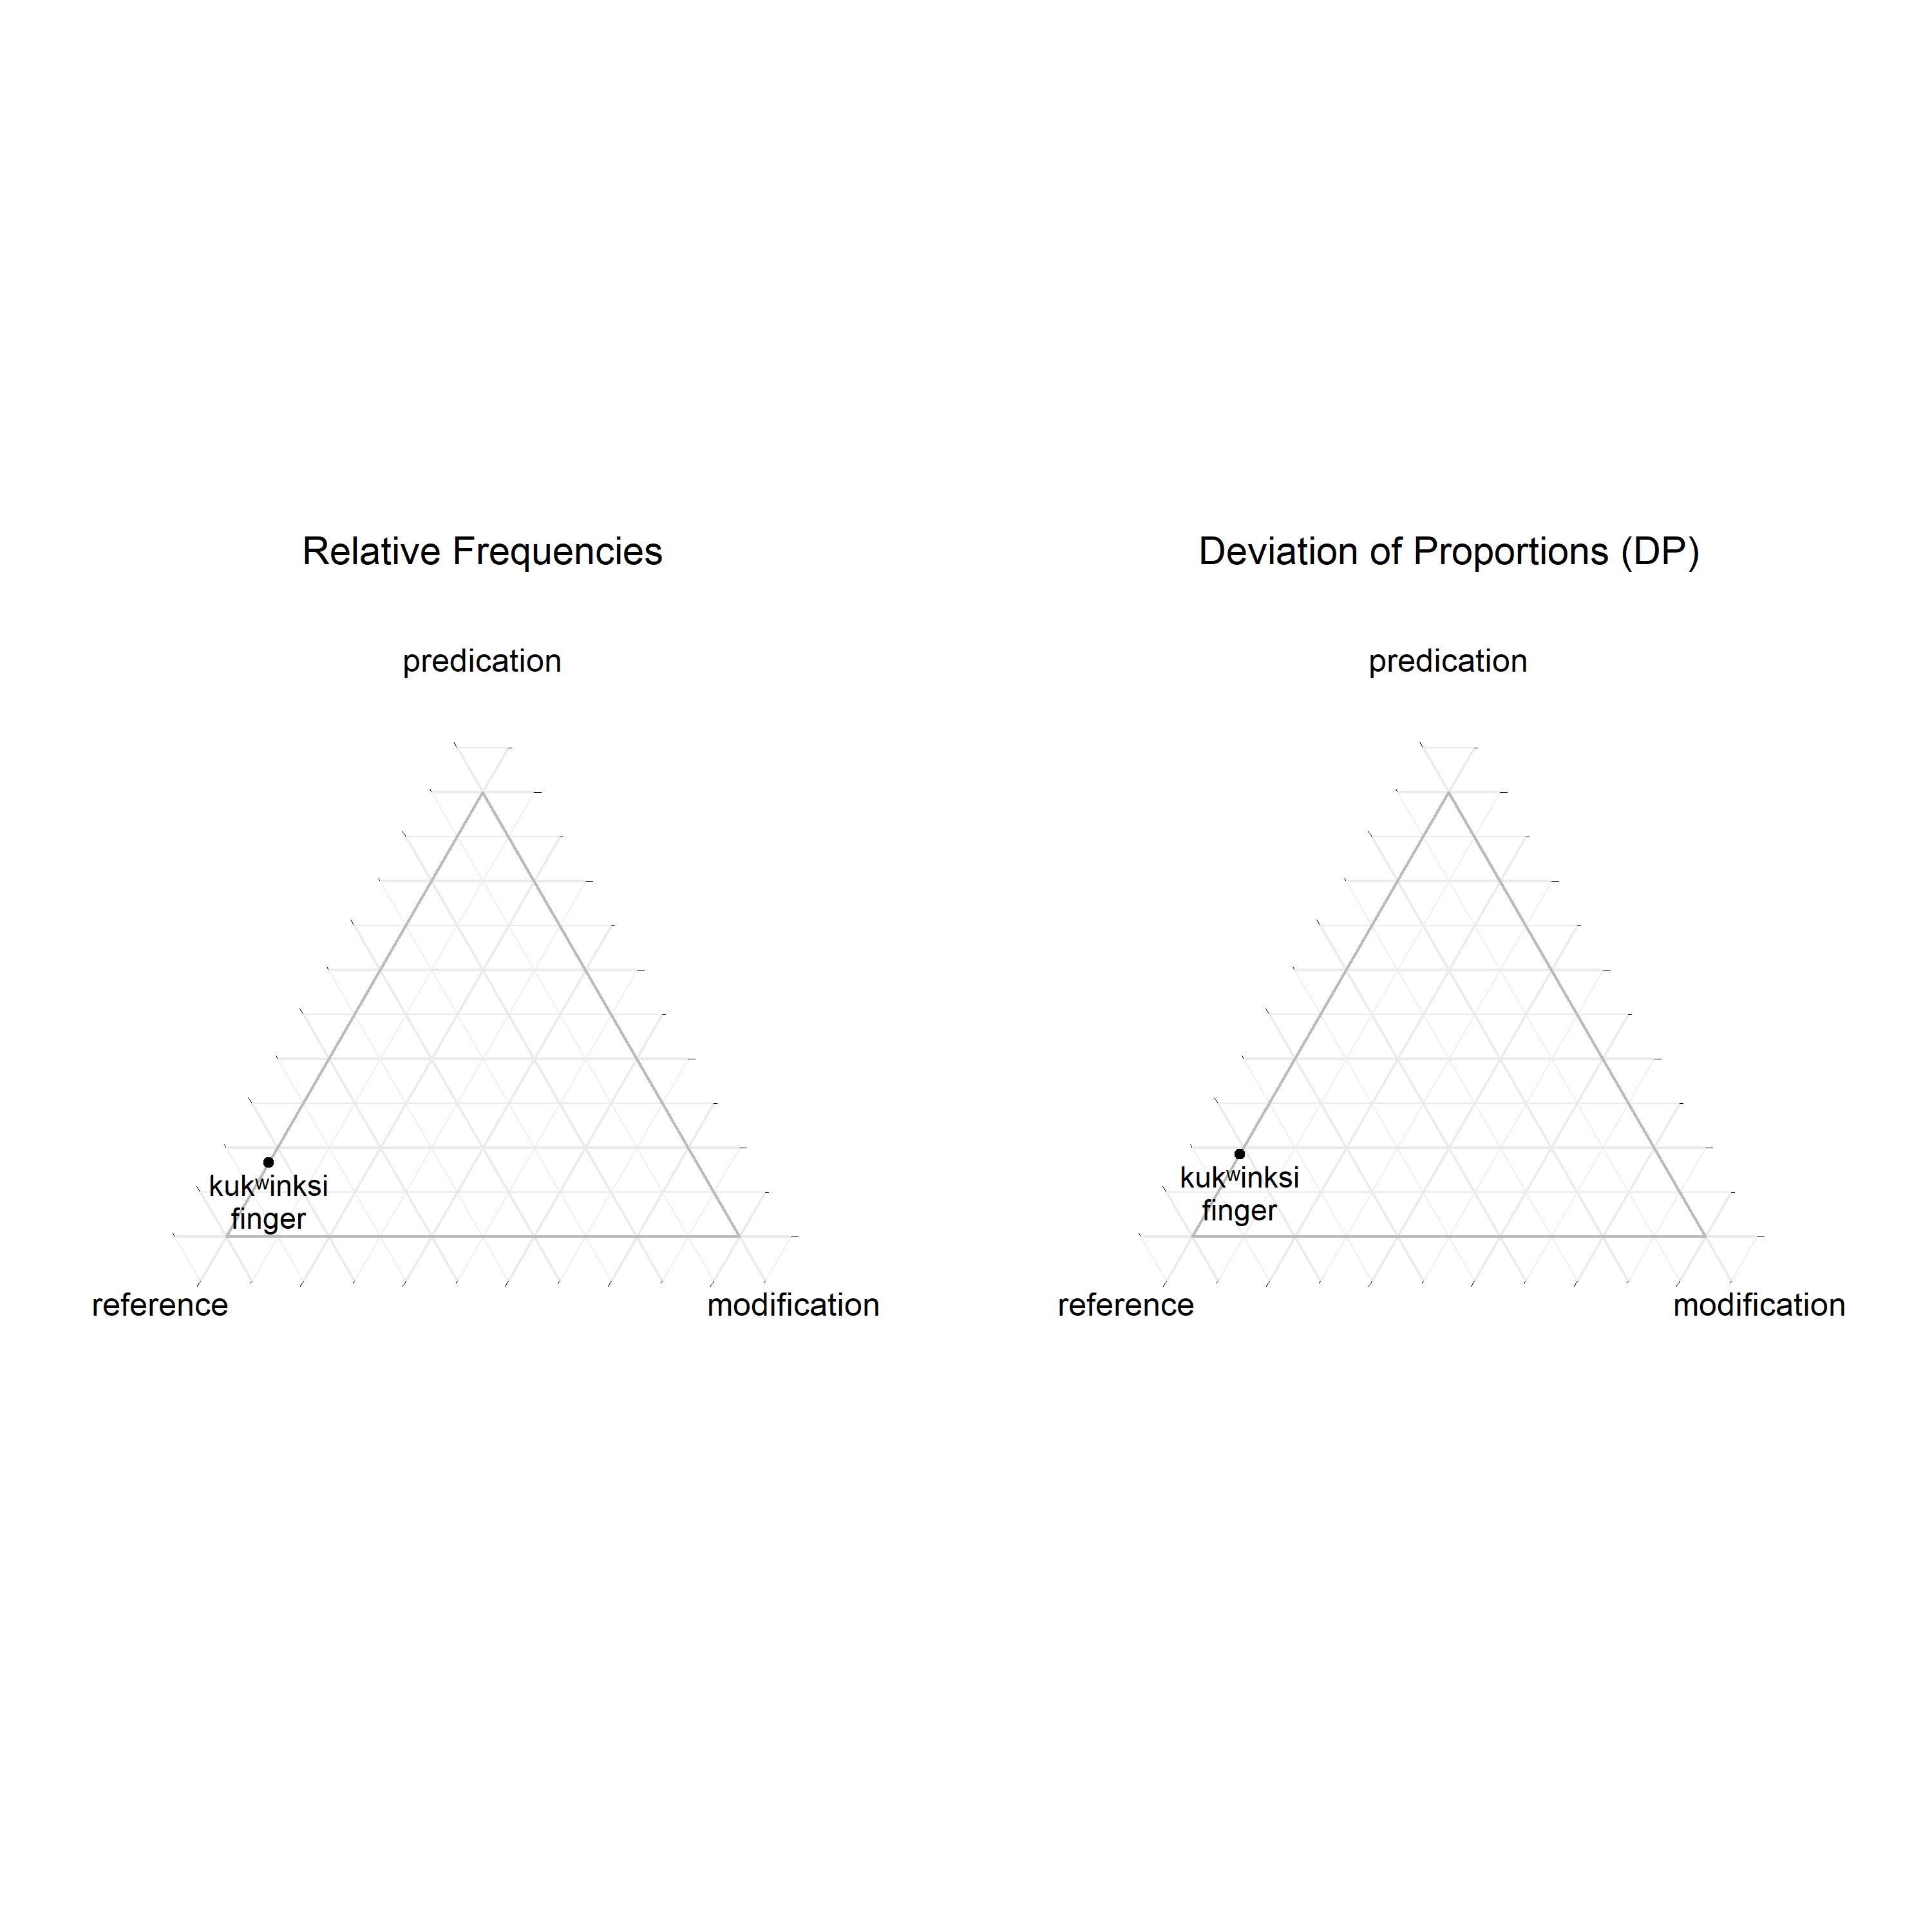 Relative Frequencies
predication
kukʷinksi
finger
reference
modification
Deviation of Proportions (DP)
predication
kukʷinksi
finger
reference
modification